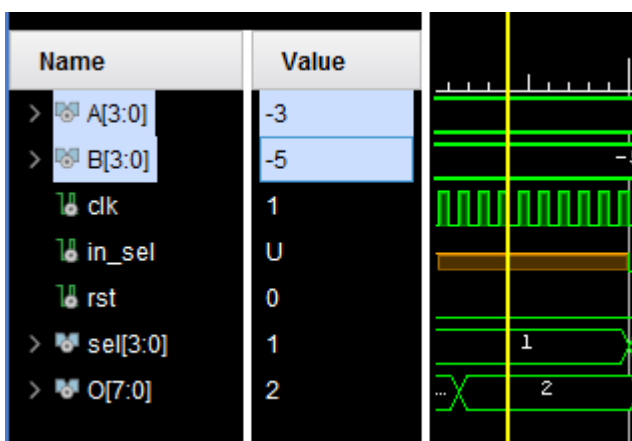 Name Value
A[3:0] -3
B[3:0] -5
clk 1
in_sel U
rst 0
sel[3:0] 1 1
O[7:0] 2 ... 2